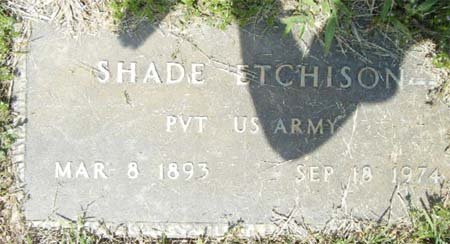 SHADE ETCHISON
PVT US ARMY
MAR 8 1893 SEP 18 1974